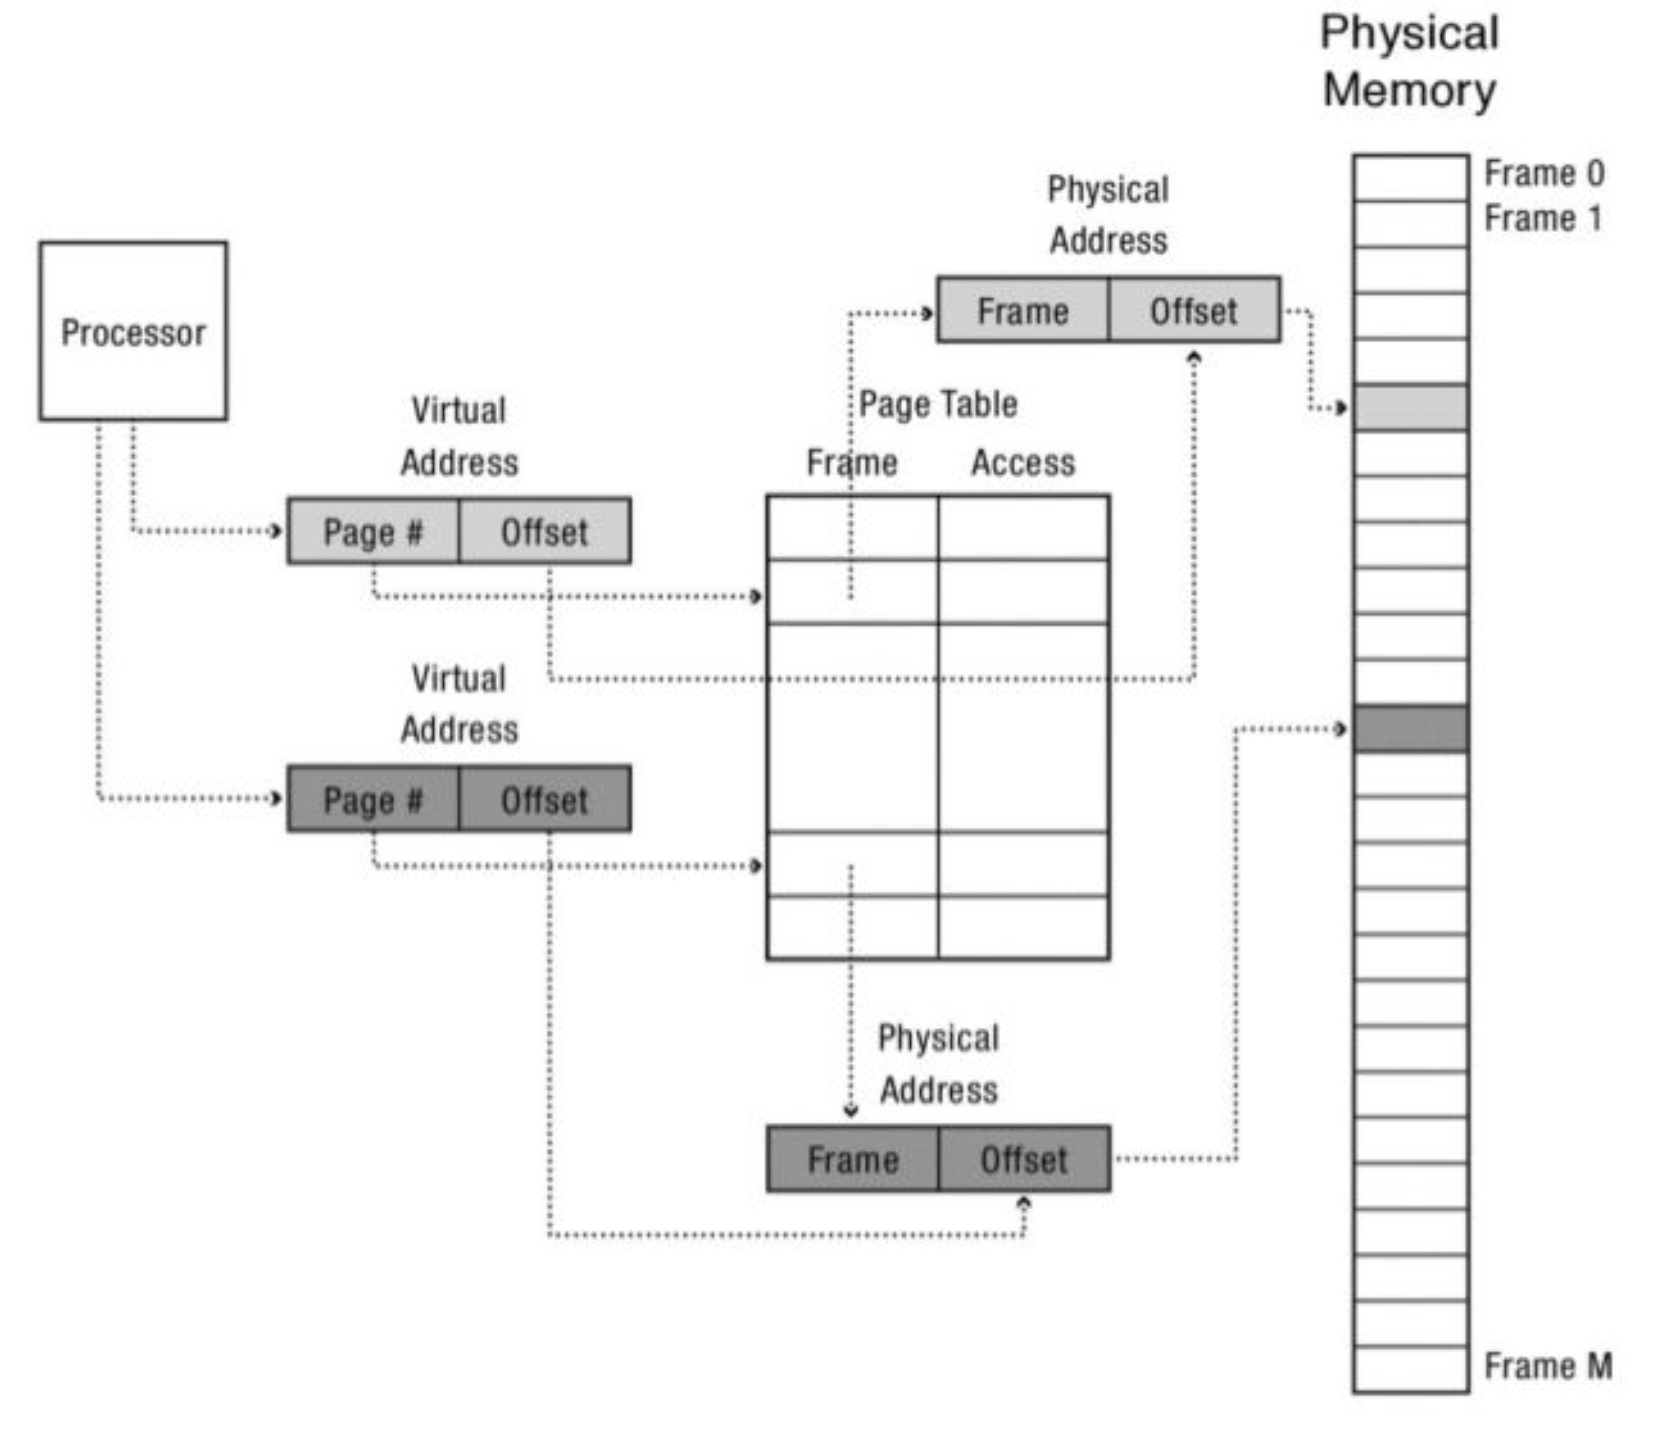 Physical
Memory
Frame 0
Frame 1
Physical
Address
Frame Offset
Processor
Virtual
Address
Page # Offset
Page Table
Frame Access
Virtual
Address
Page # Offset
Physical
Address
Frame Offset
Frame M